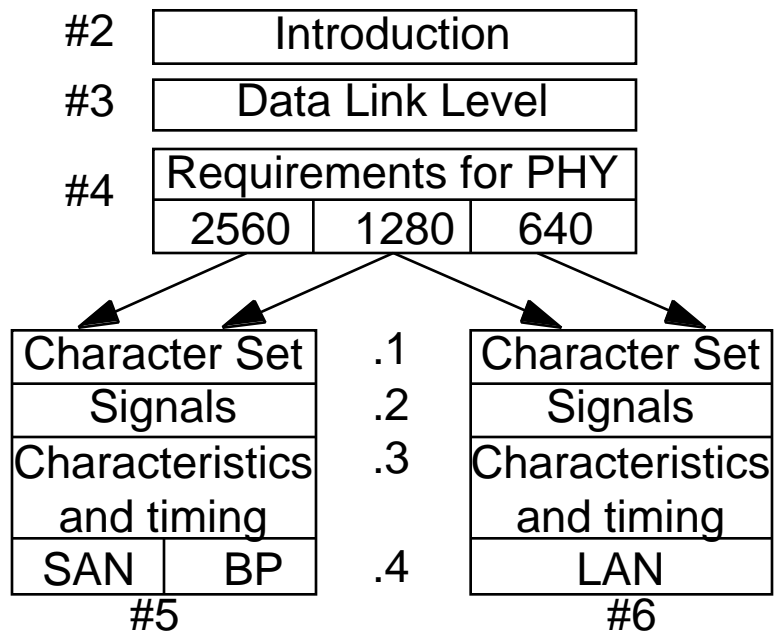 #2 Introduction
#3 Data Link Level
#4 Requirements for PHY
2560 1280 640
Character Set .1 Character Set
Signals .2 Signals
Characteristics .3 Characteristics
and timing and timing
SAN BP .4 LAN
#5 #6